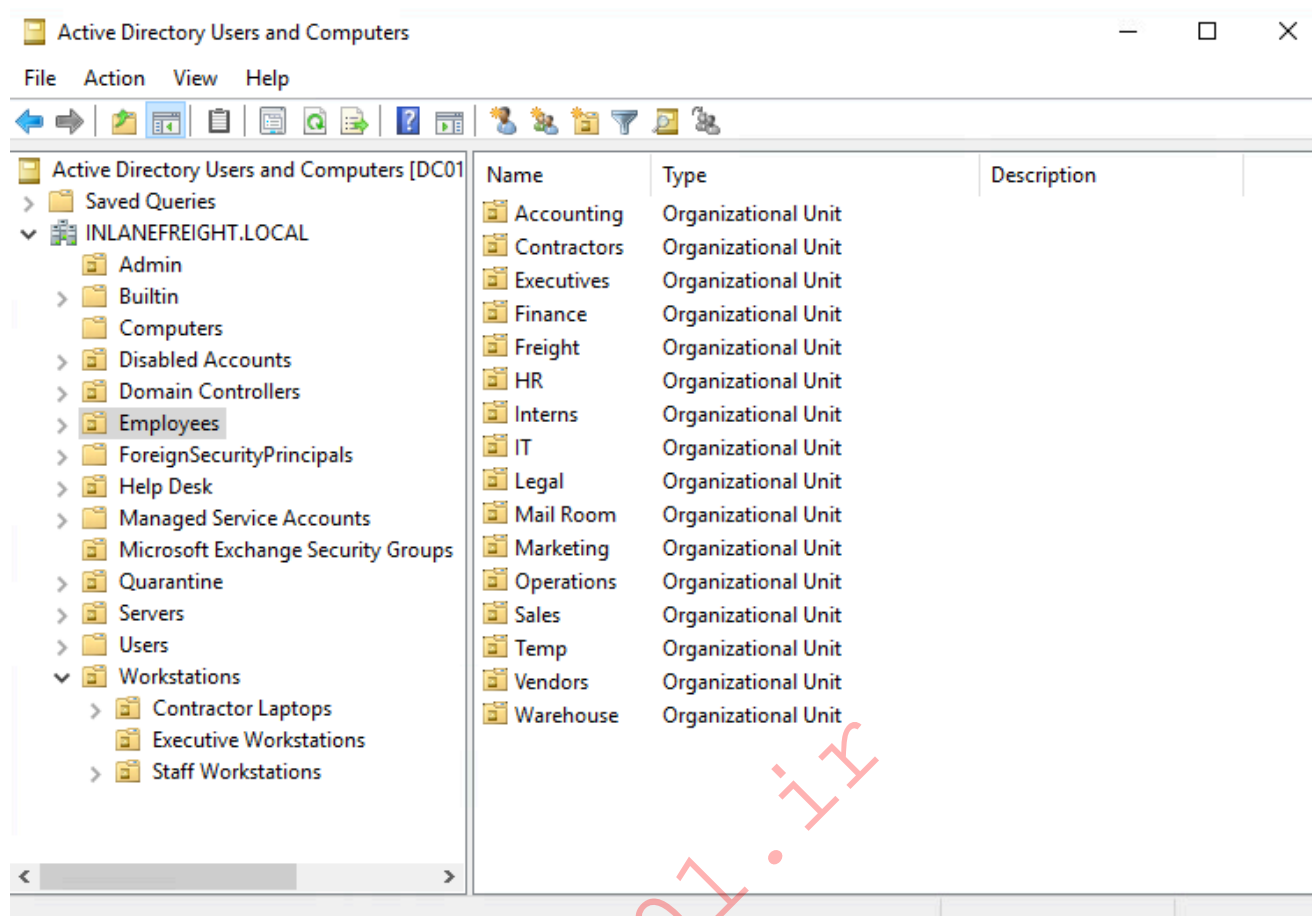 Active Directory Users and Computers
File Action View Help
Active Directory Users and Computers [DC01
Saved Queries
INLANEFREIGHT.LOCAL
Admin
Builtin
Computers
Disabled Accounts
Domain Controllers
Employees
ForeignSecurityPrincipals
Help Desk
Managed Service Accounts
Microsoft Exchange Security Groups
Quarantine
Servers
Users
Workstations
Contractor Laptops
Executive Workstations
Staff Workstations
Name Type Description
Accounting Organizational Unit
Contractors Organizational Unit
Executives Organizational Unit
Finance Organizational Unit
Freight Organizational Unit
HR Organizational Unit
Interns Organizational Unit
IT Organizational Unit
Legal Organizational Unit
Mail Room Organizational Unit
Marketing Organizational Unit
Operations Organizational Unit
Sales Organizational Unit
Temp Organizational Unit
Vendors Organizational Unit
Warehouse Organizational Unit